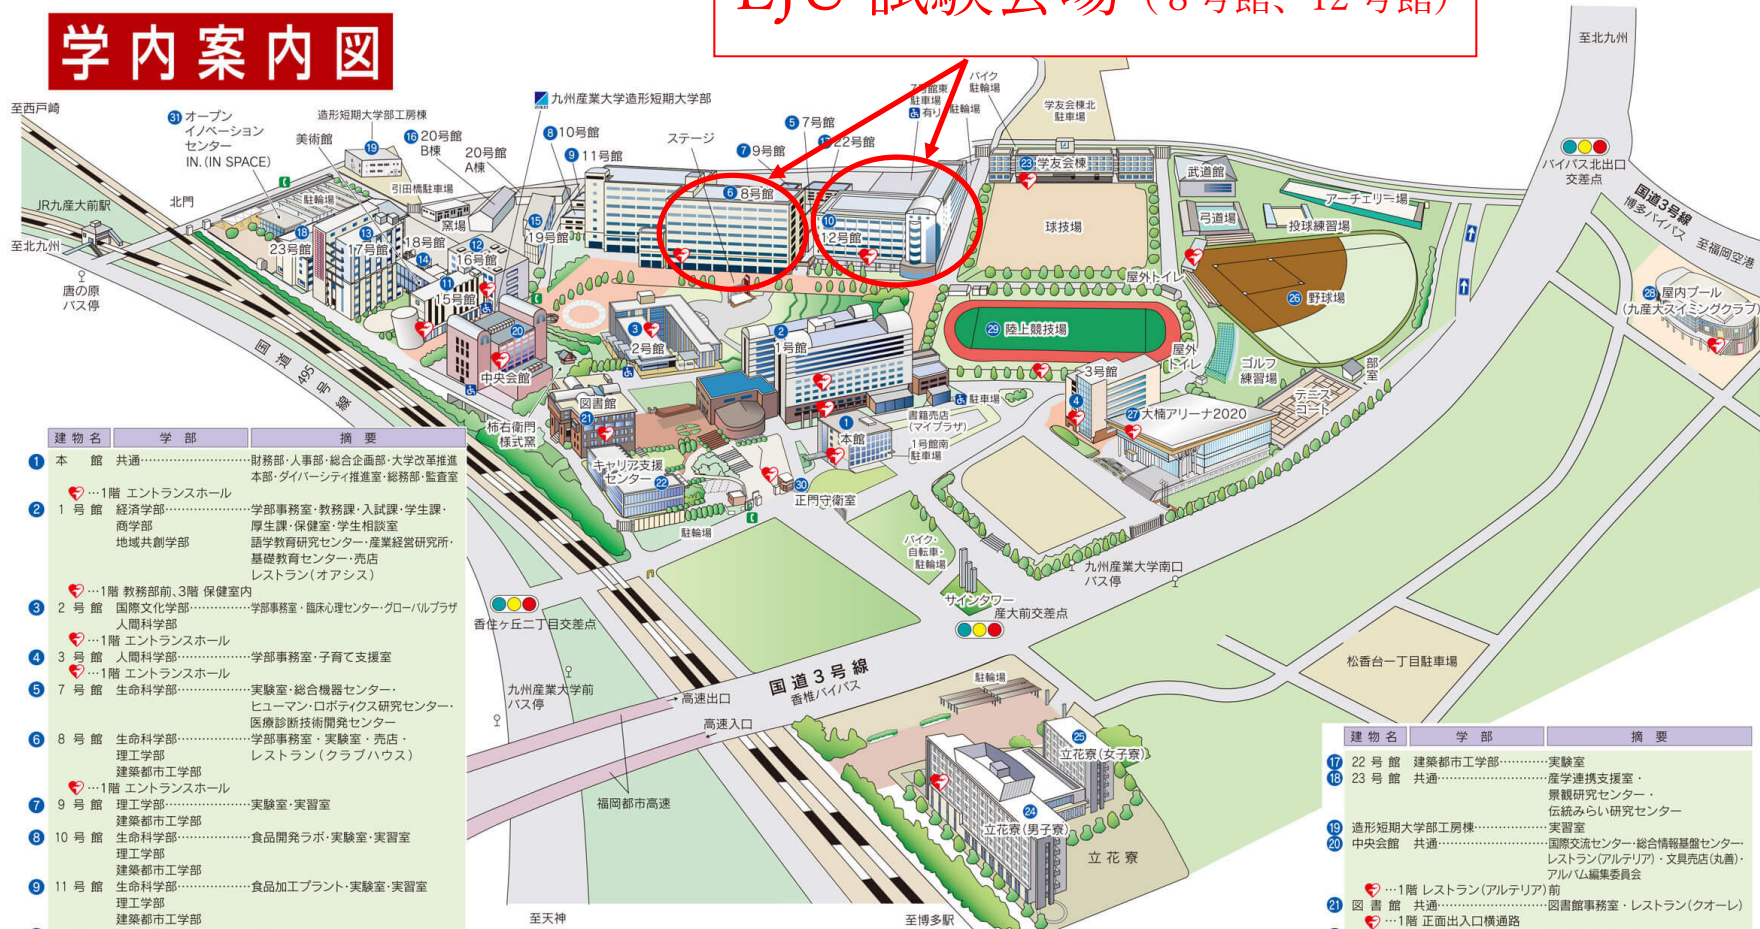 EJU 試験会場（８号館、12 号館）
学内案内図
至北九州
至西戸崎
31 オープン
イノベーション
センター
IN.(IN SPACE)
造形短期大学部工房棟
美術館
19
16 20号館
B棟
20号館
A棟
九州産業大学造形短期大学部
8 10号館
9 11号館
ステージ
7 9号館
5 7号館
17 22号館
7号館東
駐車場
有り
駐輪場
バイク
駐輪場
学友会棟北
駐車場
23 学友会棟
武道館
アーチェリー場
弓道場
投球練習場
バイパス北出口
交差点
国道3号線
博多バイパス
至福岡空港
JR九産大前駅
北門
駐輪場
引田橋駐車場
窯場
至北九州
唐の原
バス停
18
23号館
13
17号館
18号館
14
12
16号館
11
15号館
15
19号館
6 8号館
10
12号館
球技場
屋外トイレ
26 野球場
28 屋内プール
(九産大スイミングクラブ)
20
中央会館
3
2号館
2
1号館
29 陸上競技場
屋外
トイレ
ゴルフ
練習場
部室
テニス
コート
3号館
4
27 大楠アリーナ2020
国道495号線
柿右衛門
様式窯
図書館
21
キャリア支援
センター
22
1
本館
書籍売店
(マイプラザ)
駐車場
1号館南
駐車場
30
正門守衛室
駐輪場
バイク・
自転車・
駐輪場
サインタワー
九州産業大学南口
バス停
産大前交差点
香住ヶ丘二丁目交差点
九州産業大学前
バス停
高速出口
高速入口
国道3号線
香椎バイパス
福岡都市高速
松香台一丁目駐車場
駐輪場
25
立花寮(女子寮)
24
立花寮(男子寮)
立花寮
至天神
至博多駅
建物名 学部 摘要
1 本館 共通…………財務部・人事部・総合企画部・大学改革推進
本部・ダイバーシティ推進室・総務部・監査室
…1階 エントランスホール
2 1号館 経済学部…………学部事務室・教務課・入試課・学生課・
商学部 厚生課・保健室・学生相談室
地域共創学部 語学教育研究センター・産業経営研究所・
基礎教育センター・売店
レストラン(オアシス)
…1階 教務部前、3階 保健室内
3 2号館 国際文化学部…………学部事務室・臨床心理センター・グローバルプラザ
人間科学部
…1階 エントランスホール
4 3号館 人間科学部…………学部事務室・子育て支援室
…1階 エントランスホール
5 7号館 生命科学部…………実験室・総合機器センター・
ヒューマン・ロボティクス研究センター・
医療診断技術開発センター
6 8号館 生命科学部…………学部事務室・実験室・売店・
理工学部 レストラン(クラブハウス)
建築都市工学部
…1階 エントランスホール
7 9号館 理工学部…………実験室・実習室
建築都市工学部
8 10号館 生命科学部…………食品開発ラボ・実験室・実習室
理工学部
建築都市工学部
9 11号館 生命科学部…………食品加工プラント・実験室・実習室
理工学部
建築都市工学部
建物名 学部 摘要
17 22号館 建築都市工学部…………実験室
18 23号館 共通…………産学連携支援室・
景観研究センター・
伝統みらい研究センター
19 造形短期大学部工房棟…………実習室
20 中央会館 共通…………国際交流センター・総合情報基盤センター・
レストラン(アルテリア)・文具売店(丸善)・
アルバム編集委員会
…1階 レストラン(アルテリア)前
21 図書館 共通…………図書館事務室・レストラン(クオーレ)
…1階 正面出入口横通路